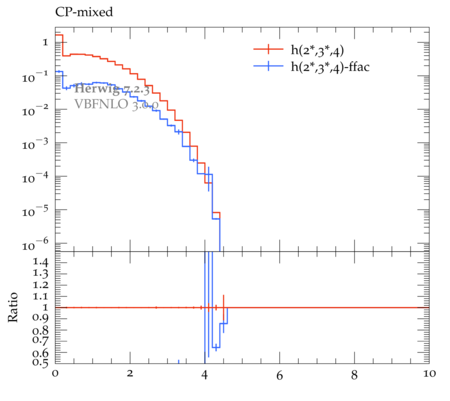 CP-mixed
1
10⁻¹
10⁻²
10⁻³
10⁻⁴
10⁻⁵
10⁻⁶
h(2*,3*,4)
h(2*,3*,4)-ffac
Herwig 7.2.3
VBFNLO 3.0.0
Ratio
1.4
1.3
1.2
1.1
1
0.9
0.8
0.7
0.6
0.5
0 2 4 6 8 10